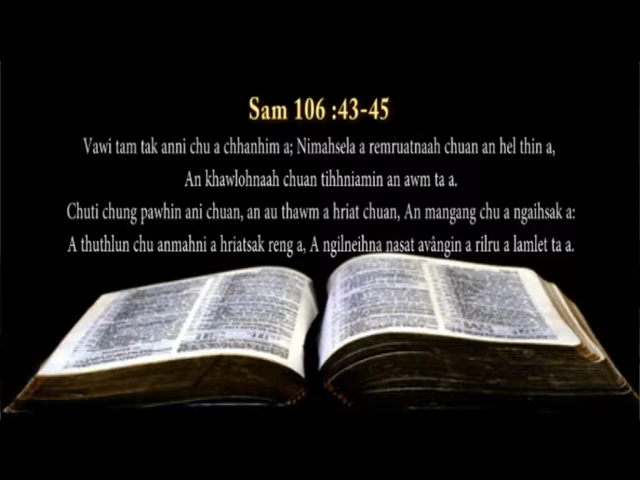 Sam 106 :43-45
Vawi tam tak anni chu a chhanhim a; Nimahsela a remruatnaah chuan an hel thin a,
An khawlohnaah chuan tihhniamin an awm ta a.
Chuti chung pawhin ani chuan, an au thawm a hriat chuan, An mangang chu a ngaihsak a:
A thuthlun chu anmahni a hriatsak reng a, A ngilneihna nasat avângin a rilru a lamlet ta a.